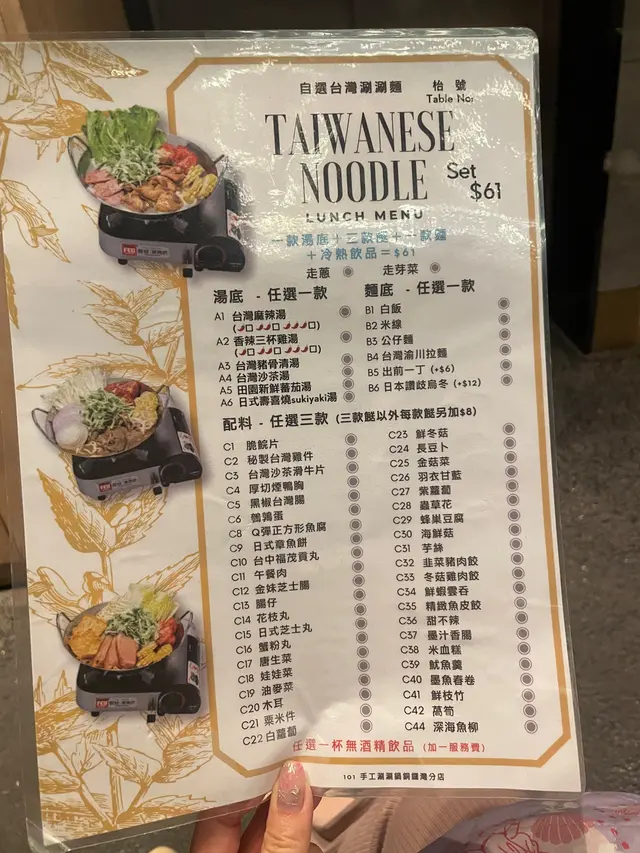 自選台灣涮涮麵
枱號
Table No:
TAIWANESE
NOODLE
Set
$61
LUNCH MENU
一款湯底+三款餸+一款麵
+冷熱飲品=$61
走蔥
走芽菜
湯底 - 任選一款
A1 台灣麻辣湯
A2 香辣三杯雞湯
A3 台灣豬骨清湯
A4 台灣沙茶湯
A5 田園新鮮蕃茄湯
A6 日式壽喜燒sukiyaki湯
麵底 - 任選一款
B1 白飯
B2 米線
B3 公仔麵
B4 台灣渝川拉麵
B5 出前一丁 (+$6)
B6 日本讃岐烏冬 (+$12)
配料 - 任選三款 (三款餸以外每款餸另加$8)
C1 脆鯇片
C2 秘製台灣雞件
C3 台灣沙茶滑牛片
C4 厚切煙鴨胸
C5 黑椒台灣腸
C6 鵪鶉蛋
C8 Q彈正方形魚腐
C9 日式章魚餅
C10 台中福茂貢丸
C11 午餐肉
C12 金妹芝士腸
C13 腸仔
C14 花枝丸
C15 日式芝士丸
C16 蟹粉丸
C17 唐生菜
C18 娃娃菜
C19 油麥菜
C20 木耳
C21 粟米件
C22 白蘿蔔
C23 鮮冬菇
C24 長豆卜
C25 金菇菜
C26 羽衣甘藍
C27 紫蘿蔔
C28 蟲草花
C29 蜂巢豆腐
C30 海鮮菇
C31 芋絲
C32 韭菜豬肉餃
C33 冬菇雞肉餃
C34 鮮蝦雲吞
C35 精緻魚皮餃
C36 甜不辣
C37 墨汁香腸
C38 米血糕
C39 魷魚羹
C40 墨魚春卷
C41 鮮枝竹
C42 萵筍
C44 深海魚柳
任選一杯無酒精飲品 (加一服務費)
101 手工涮涮鍋銅鑼灣分店